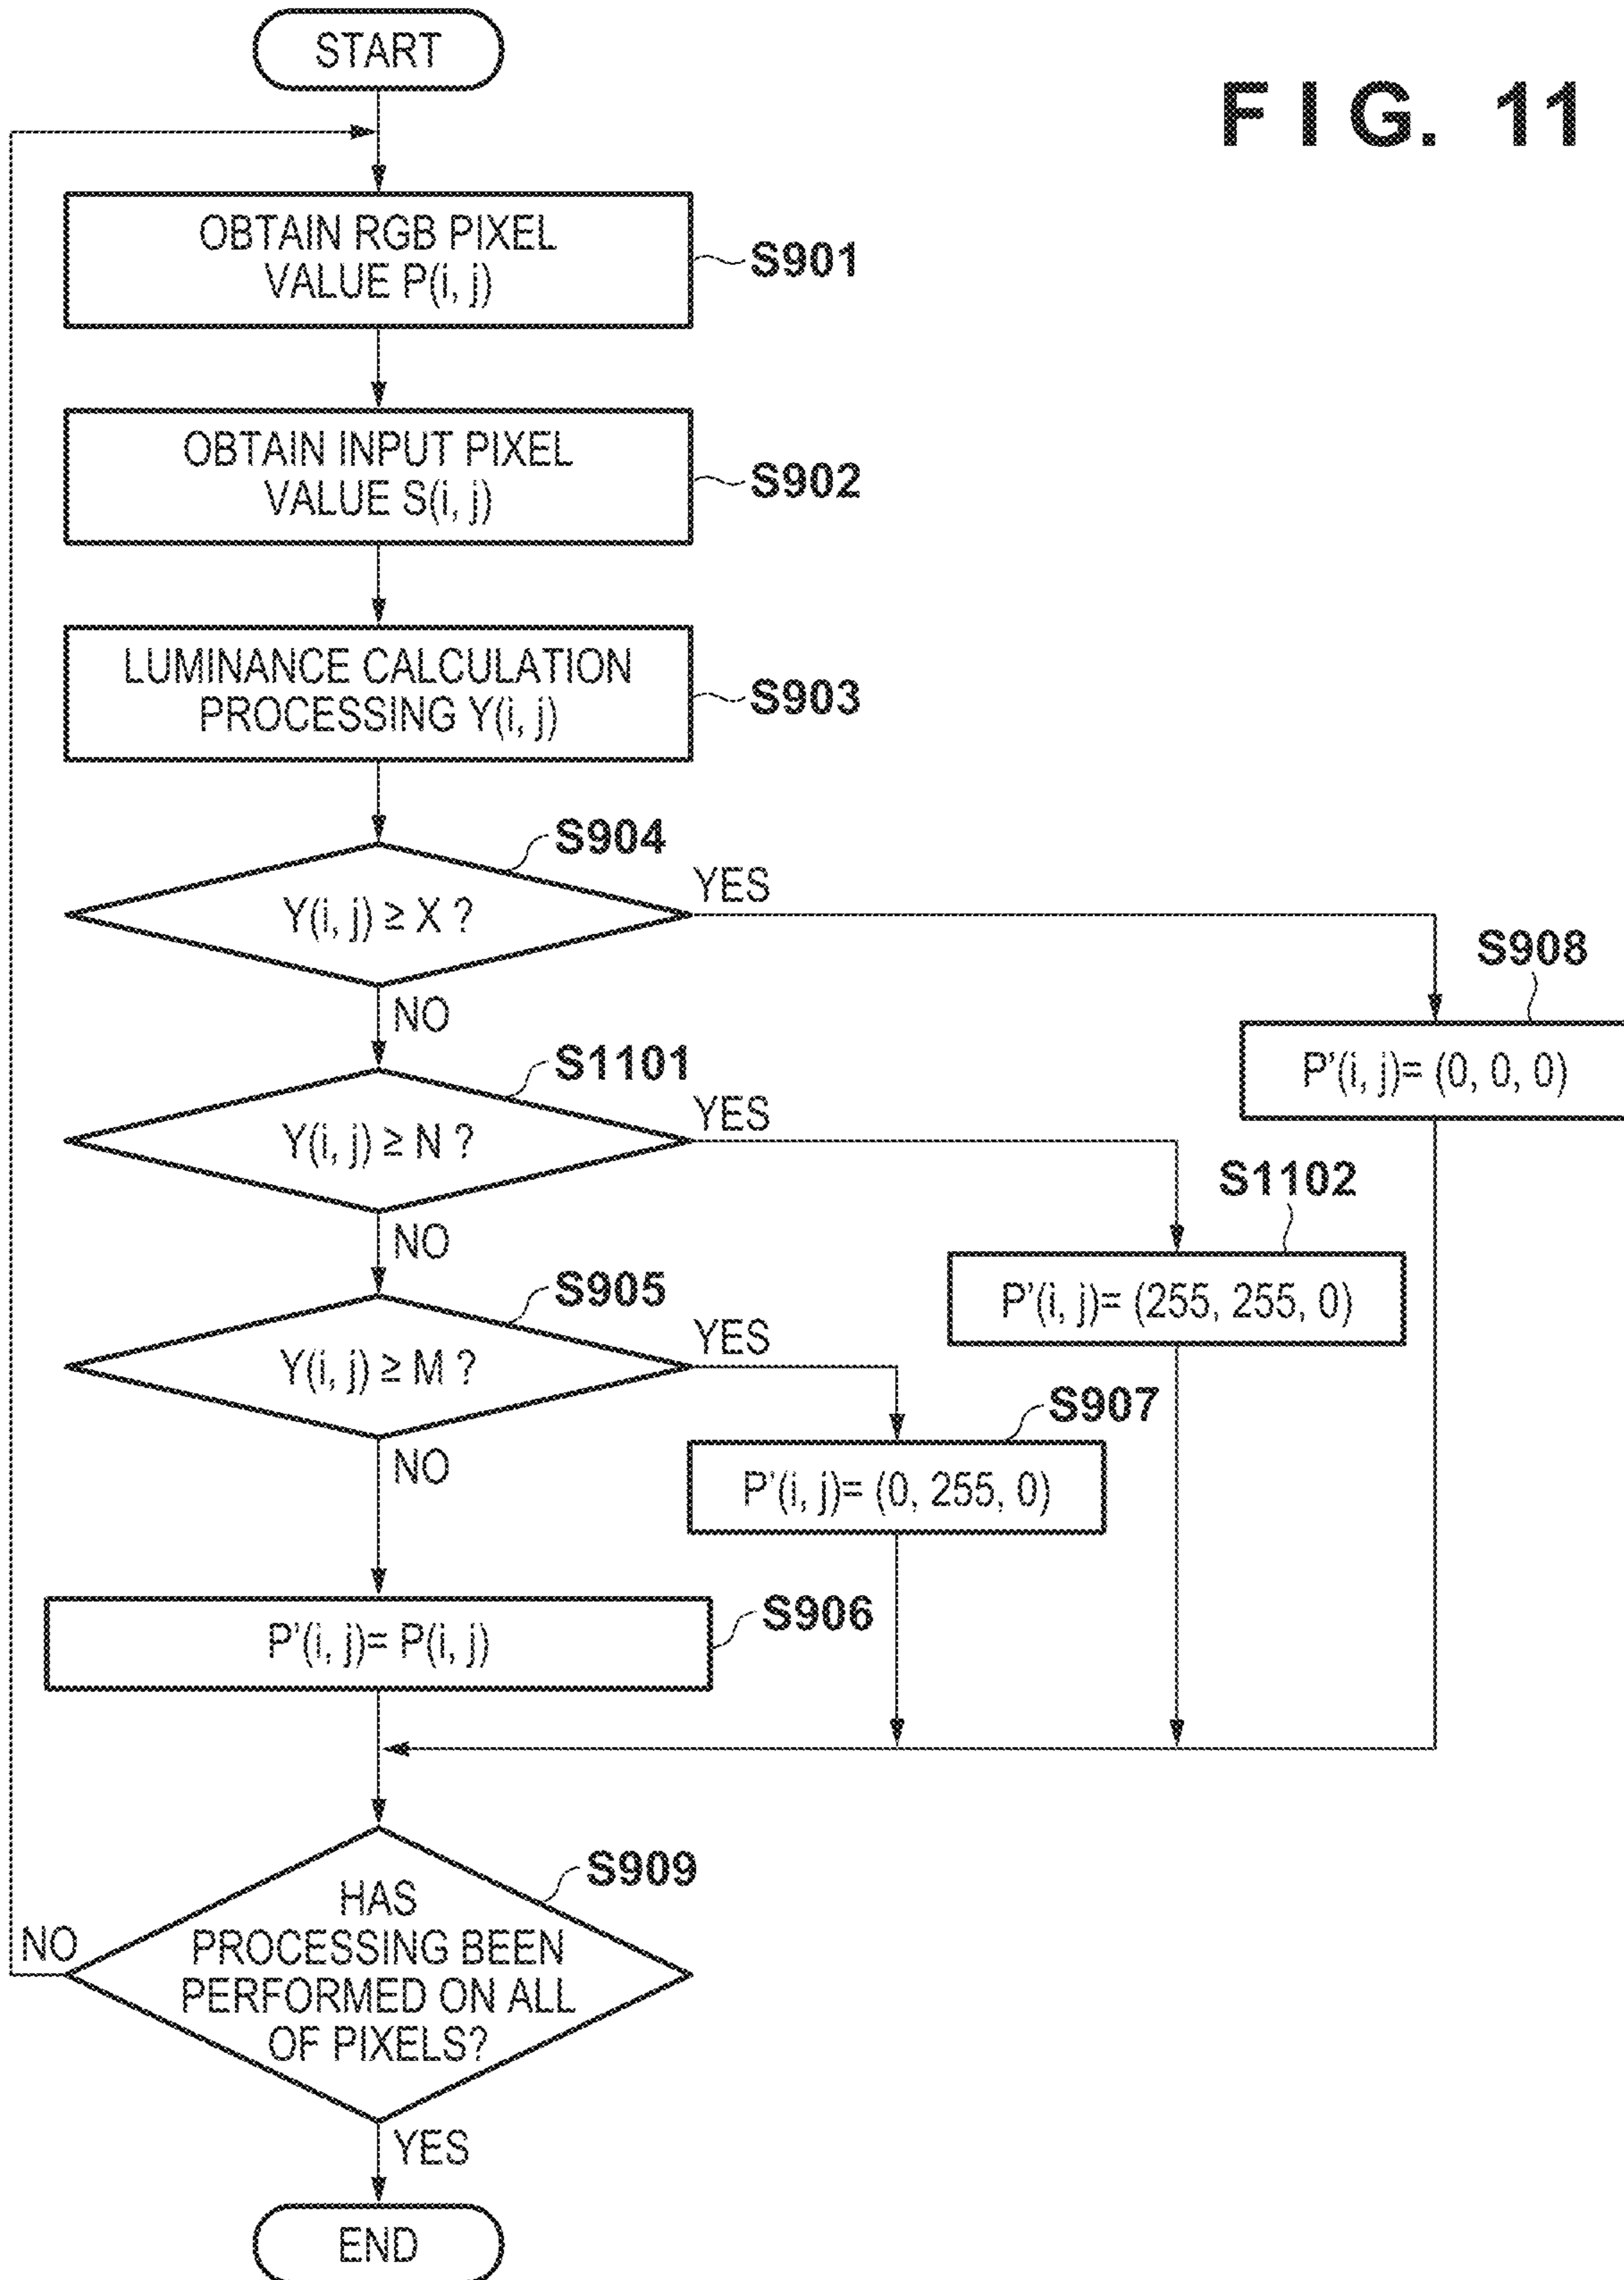 START
FIG. 11
OBTAIN RGB PIXEL
VALUE P(i, j)
S901
OBTAIN INPUT PIXEL
VALUE S(i, j)
S902
LUMINANCE CALCULATION
PROCESSING Y(i, j)
S903
S904
Y(i, j) ≥ X ?
YES
NO
S908
P'(i, j)= (0, 0, 0)
S1101
Y(i, j) ≥ N ?
YES
NO
S1102
P'(i, j)= (255, 255, 0)
S905
Y(i, j) ≥ M ?
YES
NO
S907
P'(i, j)= (0, 255, 0)
P'(i, j)= P(i, j)
S906
S909
HAS
PROCESSING BEEN
PERFORMED ON ALL
OF PIXELS?
NO
YES
END